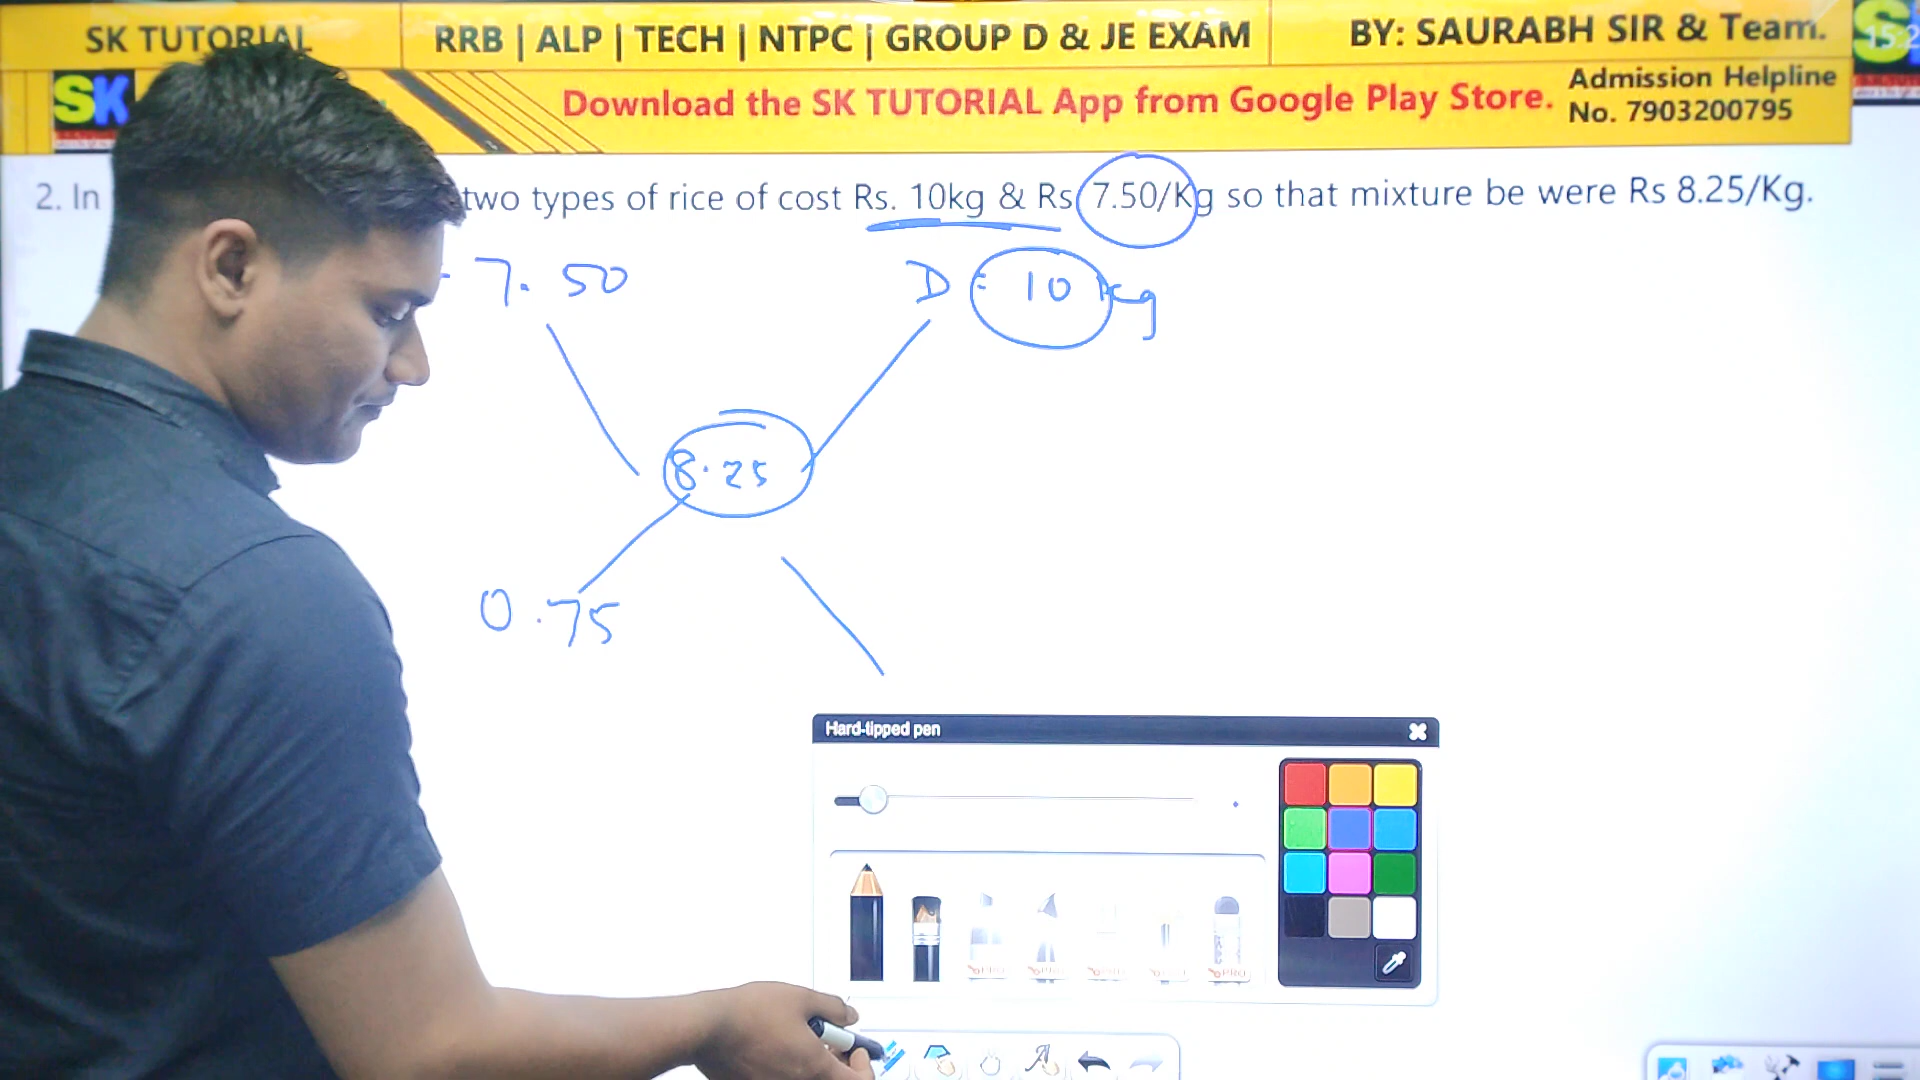 SK TUTORIAL RRB | ALP | TECH | NTPC | GROUP D & JE EXAM BY: SAURABH SIR & Team.
SK Download the SK TUTORIAL App from Google Play Store. Admission Helpline
No. 7903200795
2. In two types of rice of cost Rs. 10kg & Rs 7.50/Kg so that mixture be were Rs 8.25/Kg.
7.50 D = 10 kg
8.25
0.75
Hard-tipped pen
PRO PRO